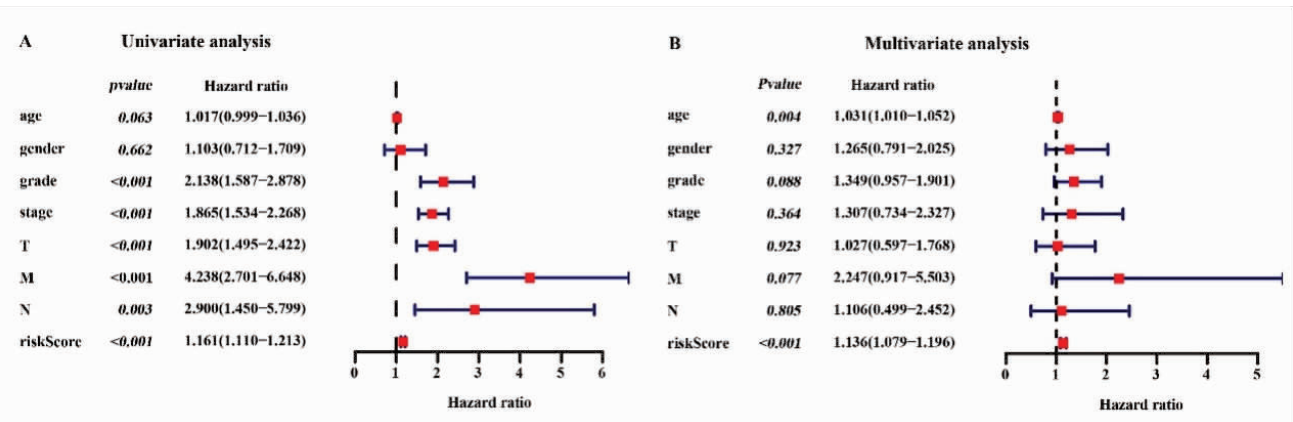 A Univariate analysis
pvalue Hazard ratio
age 0.063 1.017(0.999−1.036)
gender 0.662 1.103(0.712−1.709)
grade <0.001 2.138(1.587−2.878)
stage <0.001 1.865(1.534−2.268)
T <0.001 1.902(1.495−2.422)
M <0.001 4.238(2.701−6.648)
N 0.003 2.900(1.450−5.799)
riskScore <0.001 1.161(1.110−1.213)
0 1 2 3 4 5 6
Hazard ratio
B Multivariate analysis
Pvalue Hazard ratio
age 0.004 1.031(1.010−1.052)
gender 0.327 1.265(0.791−2.025)
grade 0.088 1.349(0.957−1.901)
stage 0.364 1.307(0.734−2.327)
T 0.923 1.027(0.597−1.768)
M 0.077 2.247(0.917−5.503)
N 0.805 1.106(0.499−2.452)
riskScore <0.001 1.136(1.079−1.196)
0 1 2 3 4 5
Hazard ratio